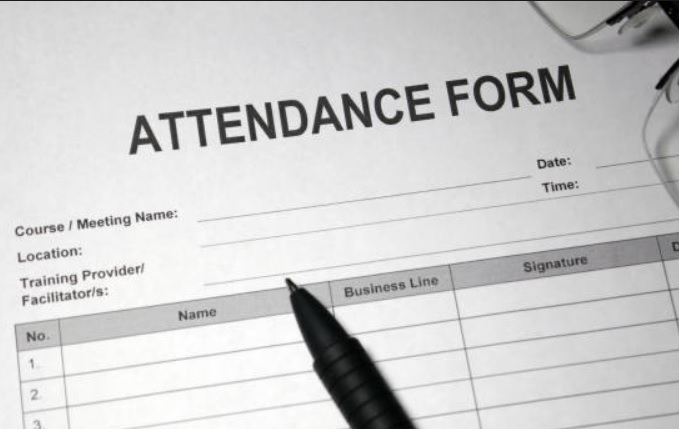 ATTENDANCE FORM
Date:
Course / Meeting Name:
Time:
Location:
Training Provider/
Facilitator/s:
No. Name Business Line Signature D
1.
2.
3.